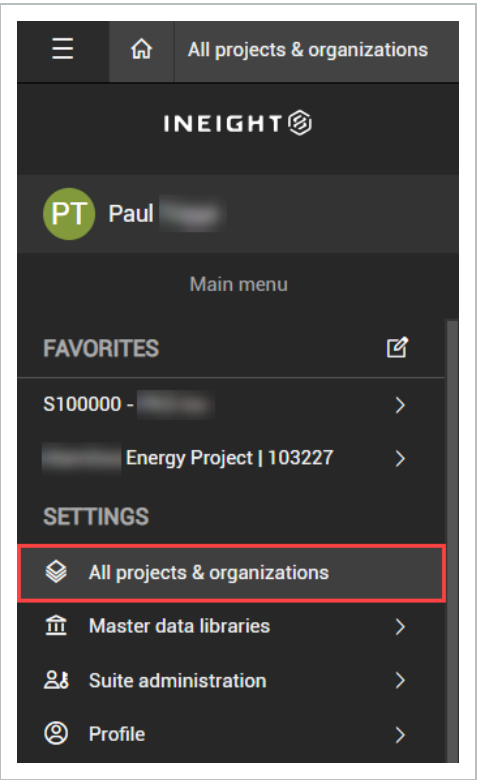 All projects & organizations
INEIGHT
PT Paul
Main menu
FAVORITES
S100000 -
Energy Project | 103227
SETTINGS
All projects & organizations
Master data libraries
Suite administration
Profile